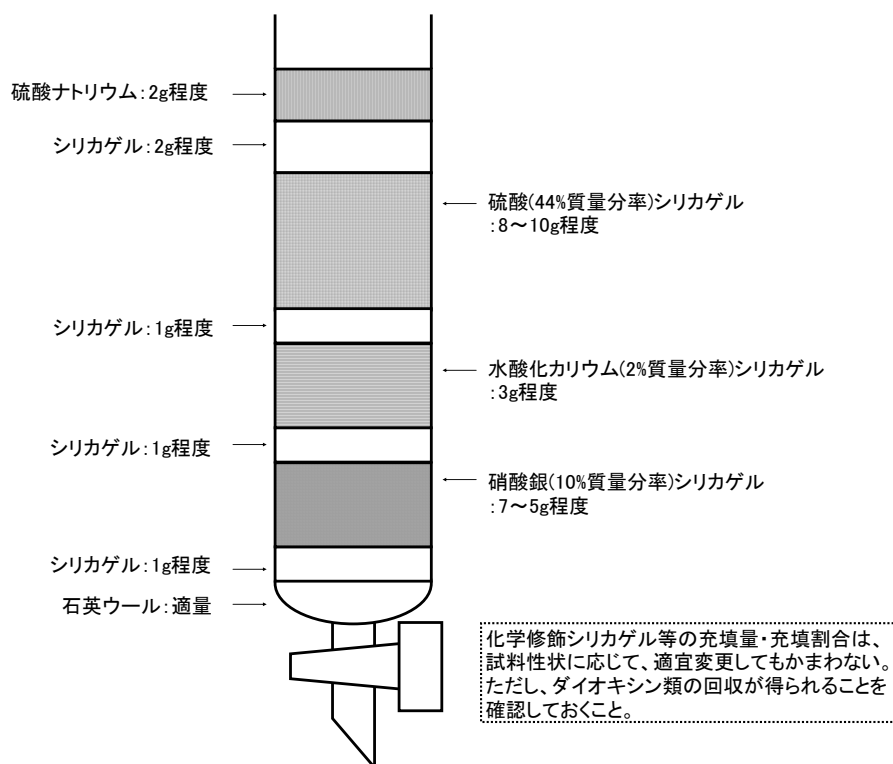 硫酸ナトリウム:2g程度
シリカゲル:2g程度
硫酸(44%質量分率)シリカゲル
:8～10g程度
シリカゲル:1g程度
水酸化カリウム(2%質量分率)シリカゲル
:3g程度
シリカゲル:1g程度
硝酸銀(10%質量分率)シリカゲル
:7～5g程度
シリカゲル:1g程度
石英ウール:適量
化学修飾シリカゲル等の充填量・充填割合は、
試料性状に応じて、適宜変更してもかまわない。
ただし、ダイオキシン類の回収が得られることを
確認しておくこと。